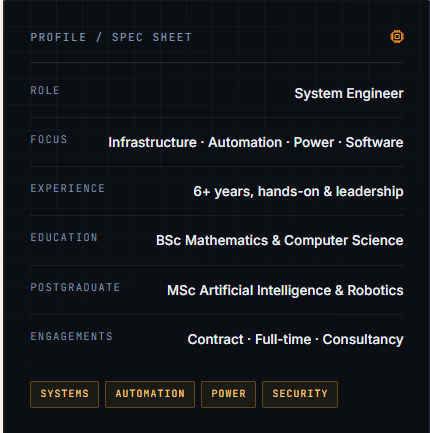 PROFILE / SPEC SHEET
ROLE System Engineer
FOCUS Infrastructure · Automation · Power · Software
EXPERIENCE 6+ years, hands-on & leadership
EDUCATION BSc Mathematics & Computer Science
POSTGRADUATE MSc Artificial Intelligence & Robotics
ENGAGEMENTS Contract · Full-time · Consultancy
SYSTEMS AUTOMATION POWER SECURITY